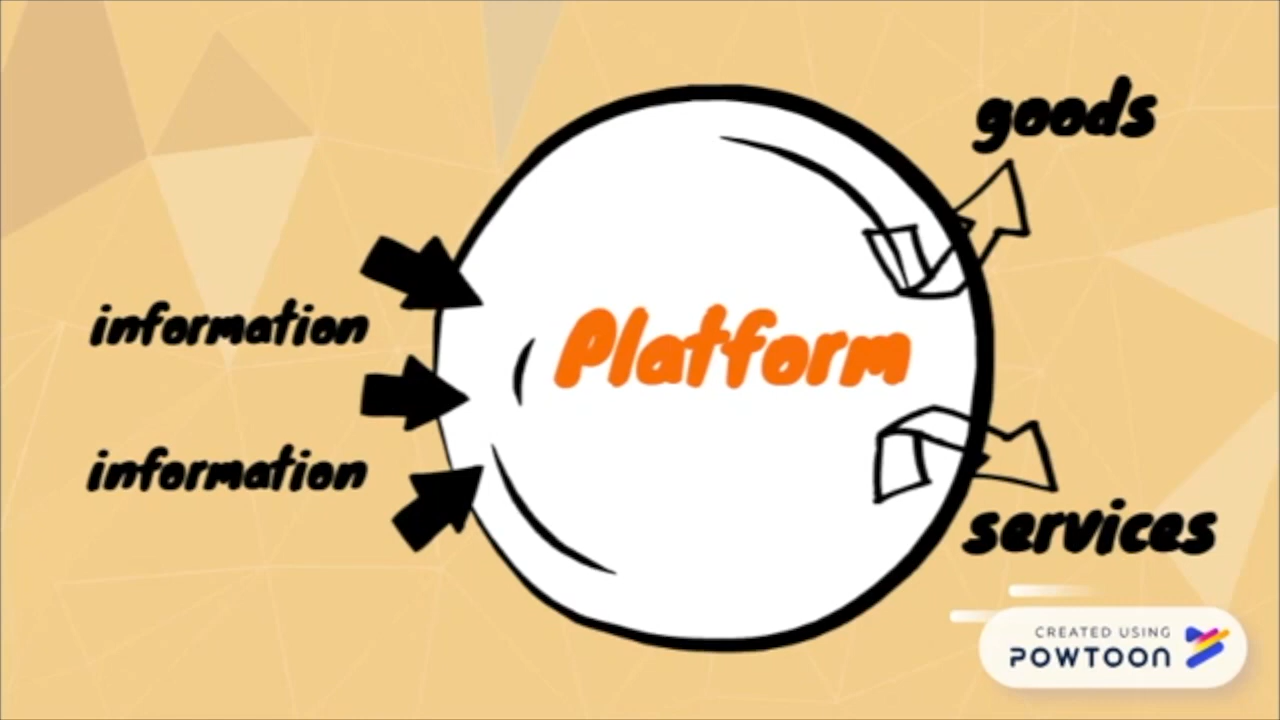 goods
information
Platform
information
services
CREATED USING
POWTOON